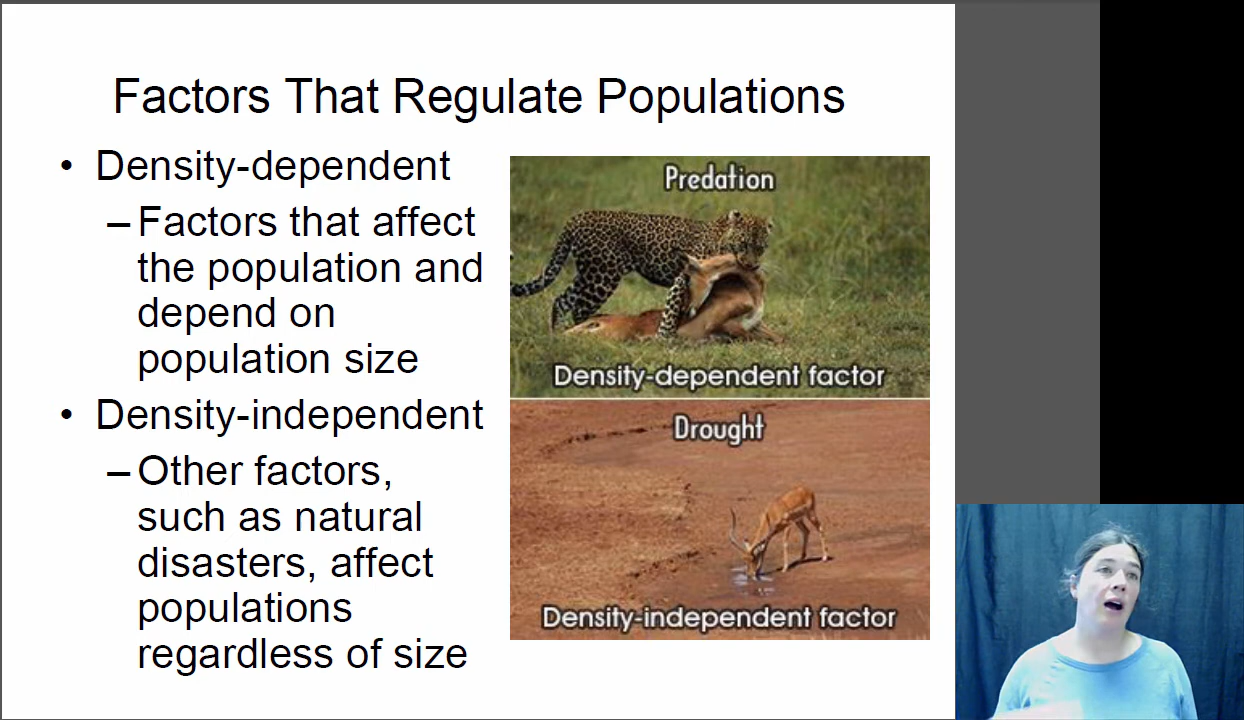 Factors That Regulate Populations
• Density-dependent
– Factors that affect
the population and
depend on
population size
• Density-independent
– Other factors,
such as natural
disasters, affect
populations
regardless of size
Predation
Density-dependent factor
Drought
Density-independent factor